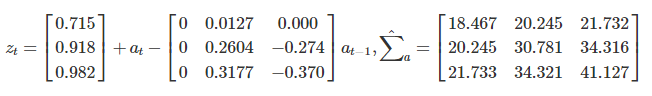 z_t = [0.715 0.918 0.982] + a_t − [0 0.0127 0.000; 0 0.2604 −0.274; 0 0.3177 −0.370] a_{t−1}, \hat{∑}_a = [18.467 20.245 21.732; 20.245 30.781 34.316; 21.733 34.321 41.127]